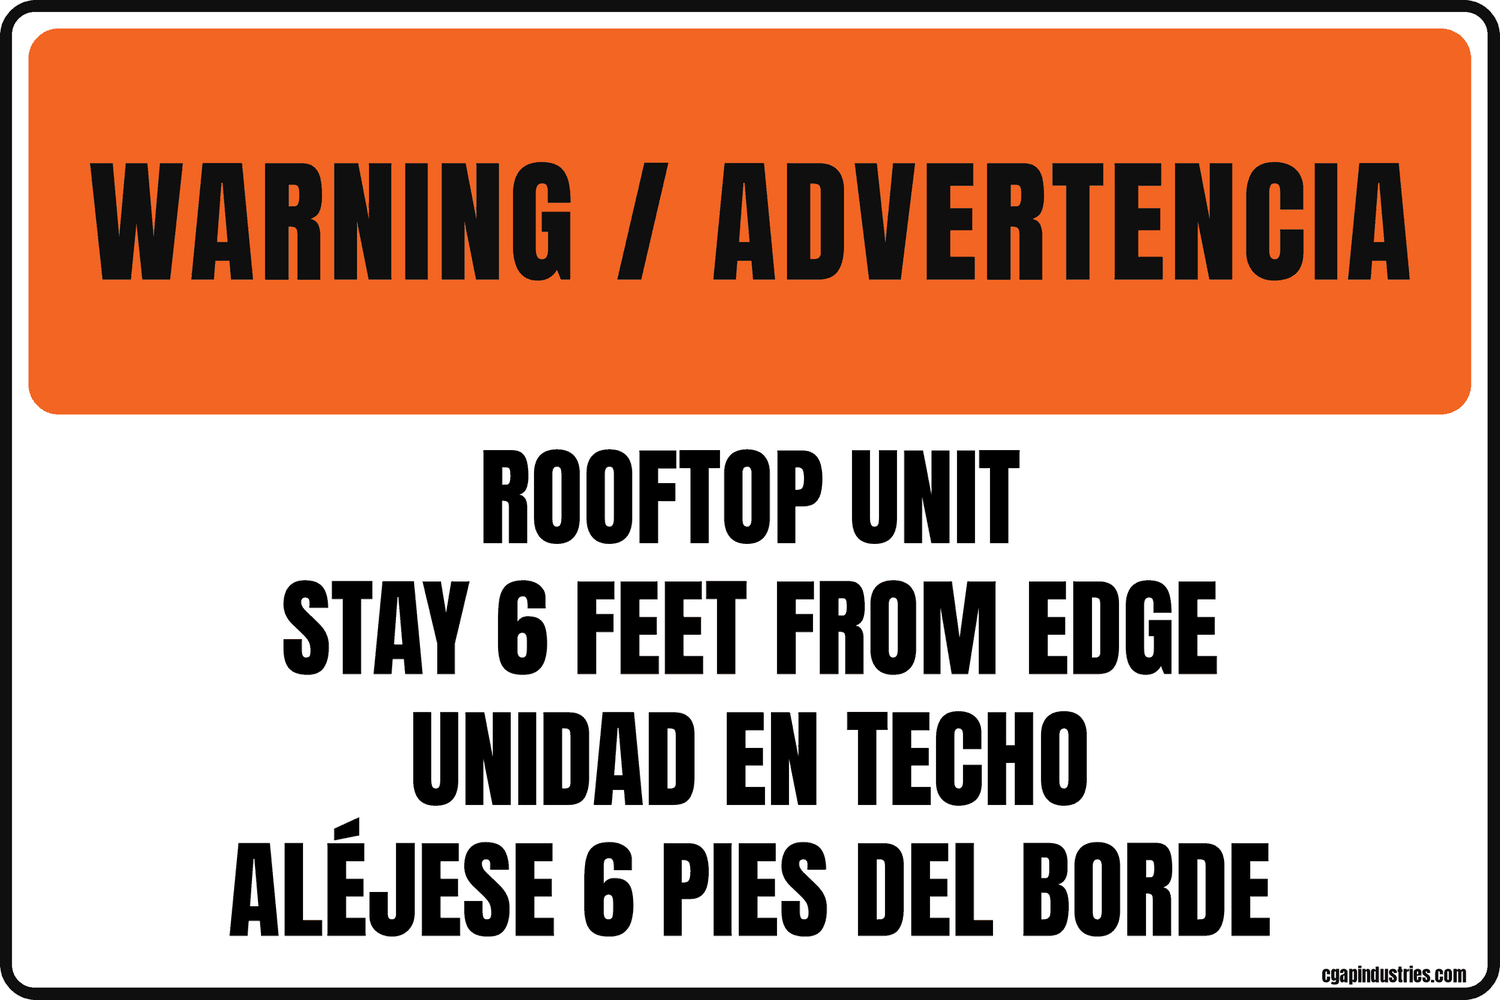 WARNING / ADVERTENCIA
ROOFTOP UNIT
STAY 6 FEET FROM EDGE
UNIDAD EN TECHO
ALÉJESE 6 PIES DEL BORDE
cgapindustries.com